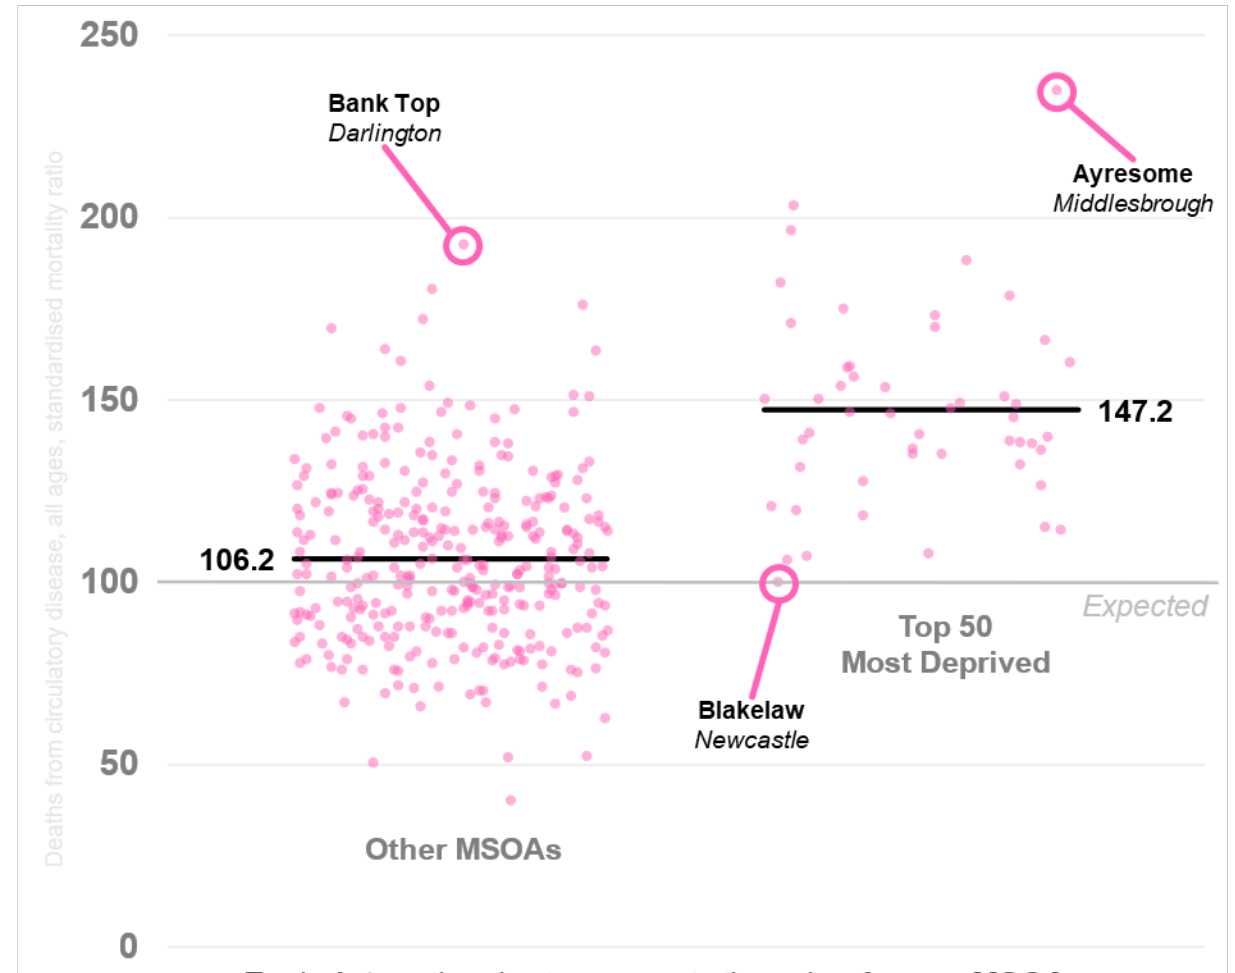 250
Bank Top
Darlington
Ayresome
Middlesbrough
200
Deaths from circulatory disease, all ages, standardised mortality ratio
150
147.2
106.2
100
Expected
Top 50
Most Deprived
Blakelaw
Newcastle
50
Other MSOAs
0